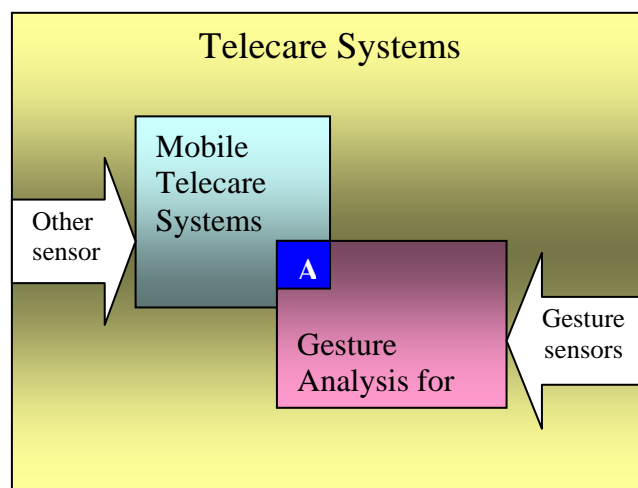 Telecare Systems
Mobile
Telecare
Systems
Other
sensor
A
Gesture
Analysis for
Gesture
sensors